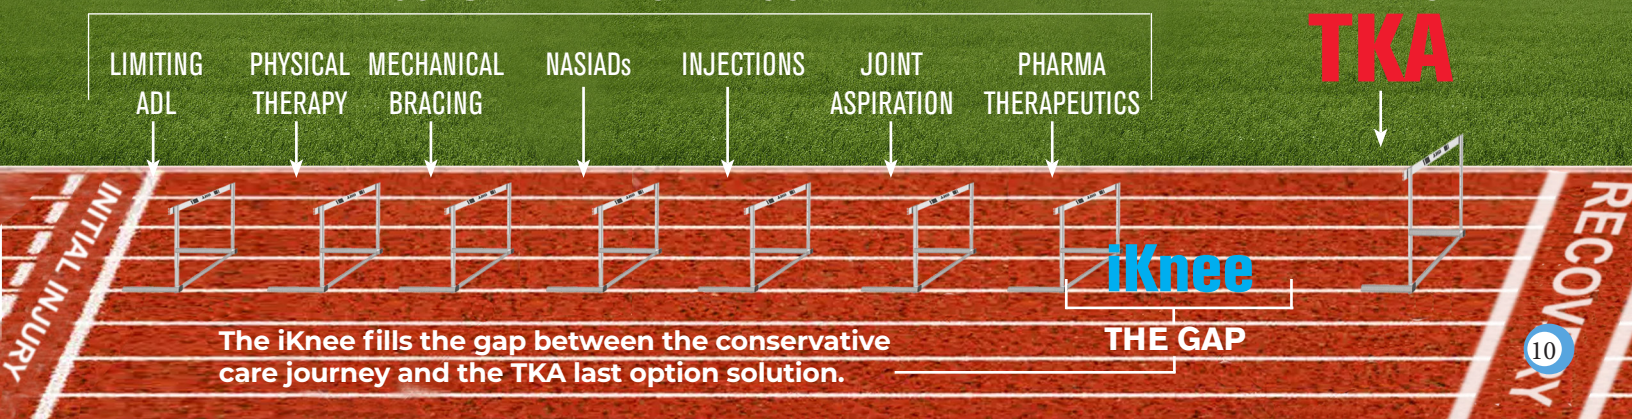 TKA
LIMITING
ADL
PHYSICAL
THERAPY
MECHANICAL
BRACING
NASIADs
INJECTIONS
JOINT
ASPIRATION
PHARMA
THERAPEUTICS
INITIAL INJURY
RECOVERY
iKnee
THE GAP
The iKnee fills the gap between the conservative
care journey and the TKA last option solution.
10